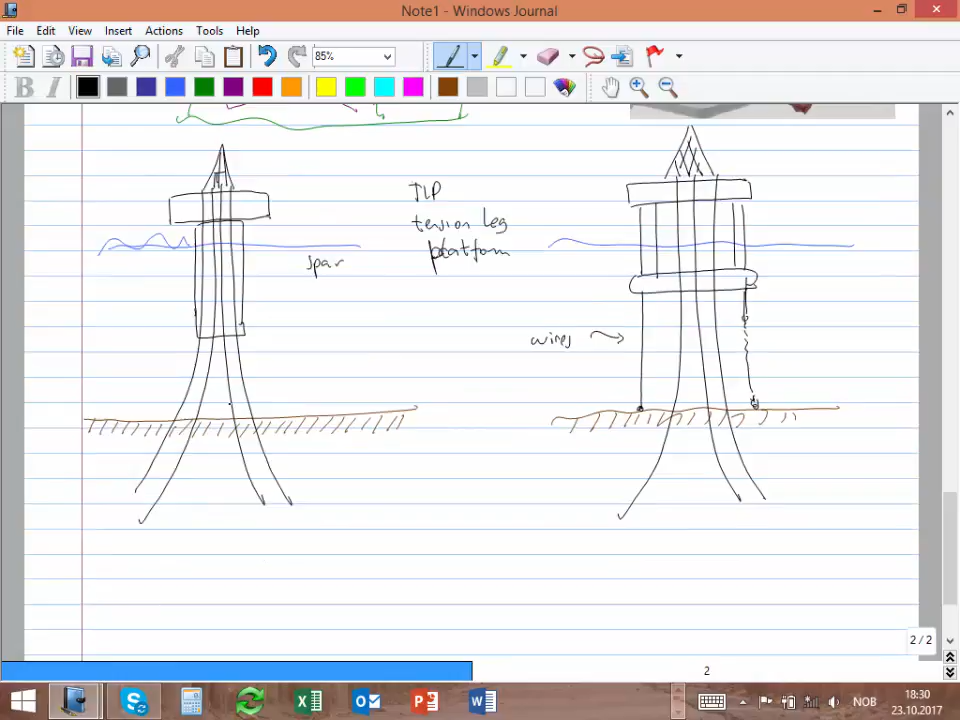 Note1 - Windows Journal
File Edit View Insert Actions Tools Help
85%
B I
TLP
tension leg
platform
spar
wires
2/2
2
NOB
18:30
23.10.2017